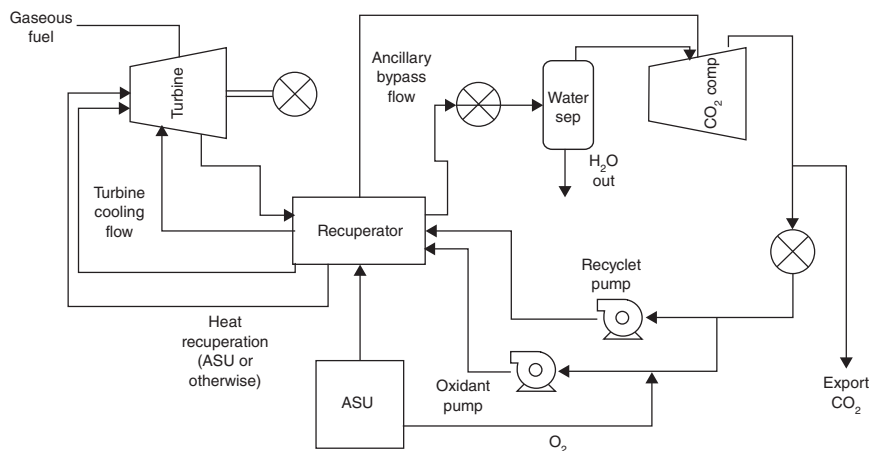 Gaseous
fuel
Turbine
Ancillary
bypass
flow
Water
sep
CO₂ comp
H₂O
out
Turbine
cooling
flow
Recuperator
Recyclet
pump
Heat
recuperation
(ASU or
otherwise)
ASU
Oxidant
pump
O₂
Export
CO₂